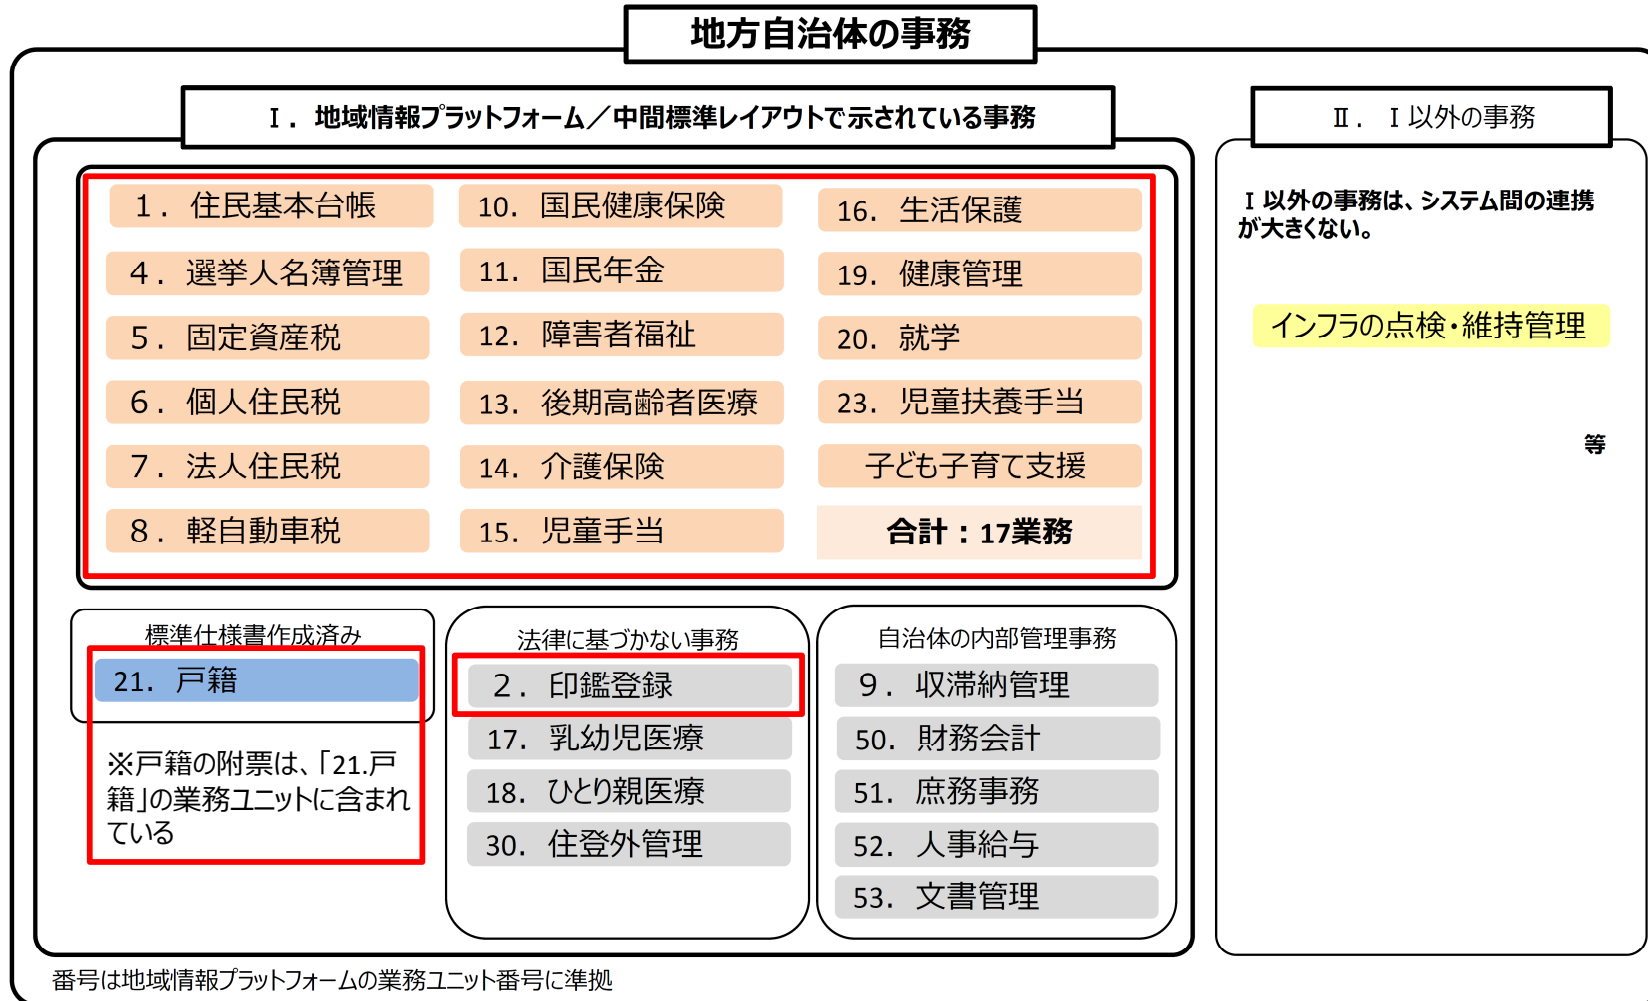 地方自治体の事務
Ⅰ．地域情報プラットフォーム／中間標準レイアウトで示されている事務
１．住民基本台帳
４．選挙人名簿管理
５．固定資産税
６．個人住民税
７．法人住民税
８．軽自動車税
10．国民健康保険
11．国民年金
12．障害者福祉
13．後期高齢者医療
14．介護保険
15．児童手当
16．生活保護
19．健康管理
20．就学
23．児童扶養手当
子ども子育て支援
合計：17業務
標準仕様書作成済み
21．戸籍
※戸籍の附票は、「21.戸
籍」の業務ユニットに含まれ
ている
法律に基づかない事務
２．印鑑登録
17．乳幼児医療
18．ひとり親医療
30．住登外管理
自治体の内部管理事務
９．収滞納管理
50．財務会計
51．庶務事務
52．人事給与
53．文書管理
Ⅱ．Ⅰ以外の事務
Ⅰ以外の事務は、システム間の連携
が大きくない。
インフラの点検・維持管理
等
番号は地域情報プラットフォームの業務ユニット番号に準拠